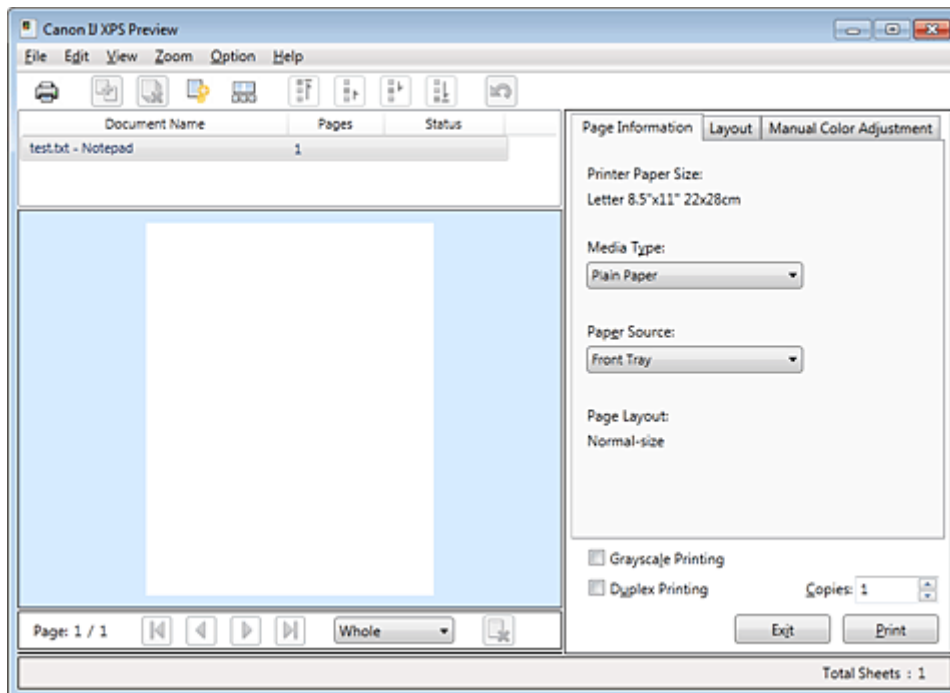 Canon IJ XPS Preview
File Edit View Zoom Option Help
Document Name Pages Status
test.txt - Notepad 1
Page Information Layout Manual Color Adjustment
Printer Paper Size:
Letter 8.5"x11" 22x28cm
Media Type:
Plain Paper
Paper Source:
Front Tray
Page Layout:
Normal-size
Grayscale Printing
Duplex Printing Copies: 1
Page: 1 / 1 Whole Exit Print
Total Sheets : 1